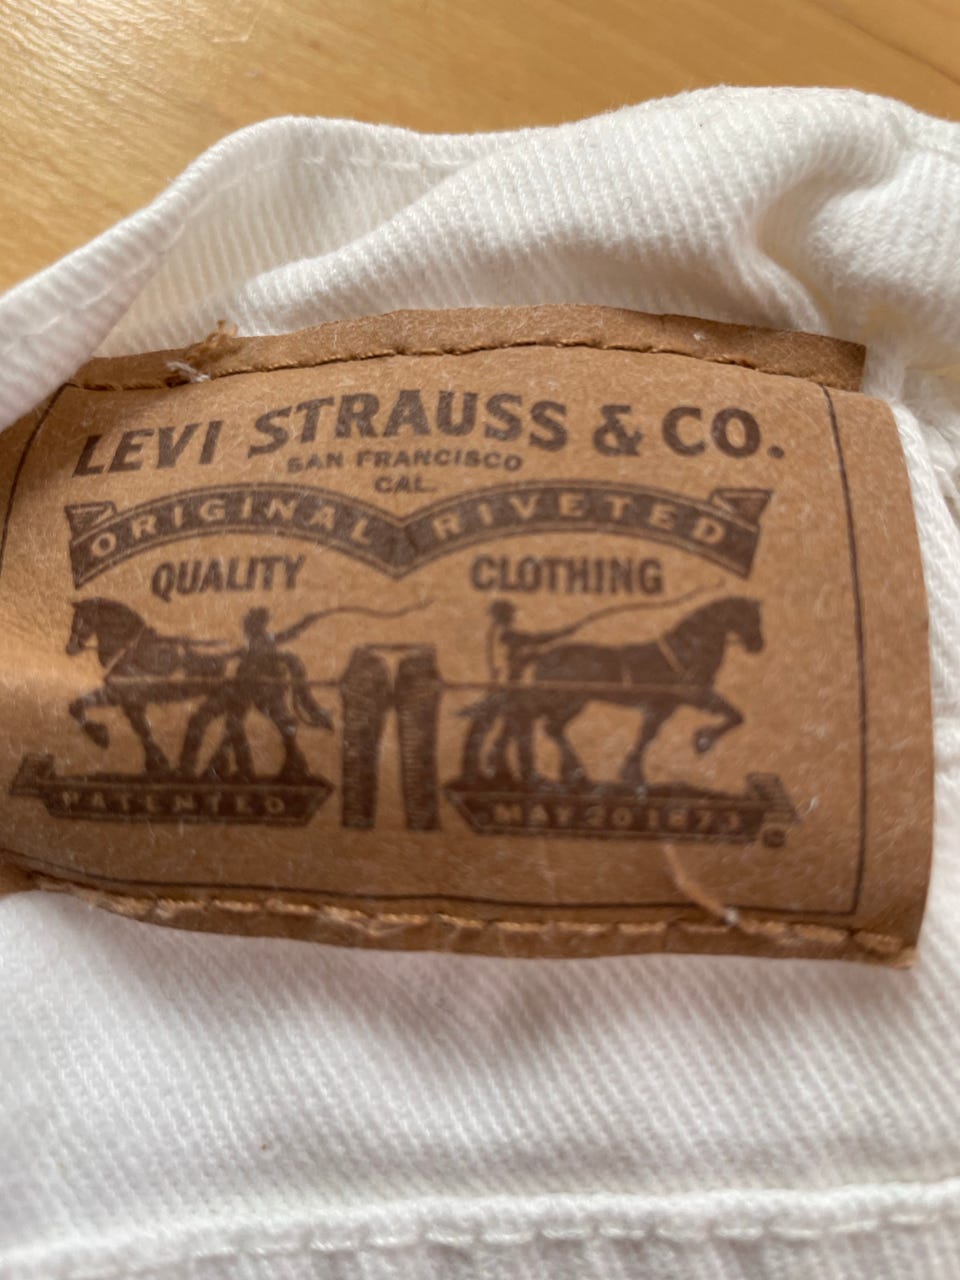 LEVI STRAUSS & CO.
SAN FRANCISCO
CAL.
ORIGINAL RIVETED
QUALITY CLOTHING
PATENTED MAY 20 1873
®